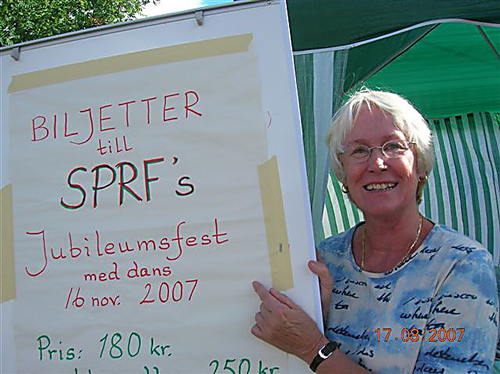 BILJETTER
till
SPRF's
Jubileumsfest
med dans
16 nov. 2007
Pris: 180 kr.
250 kr.
17 08 2007